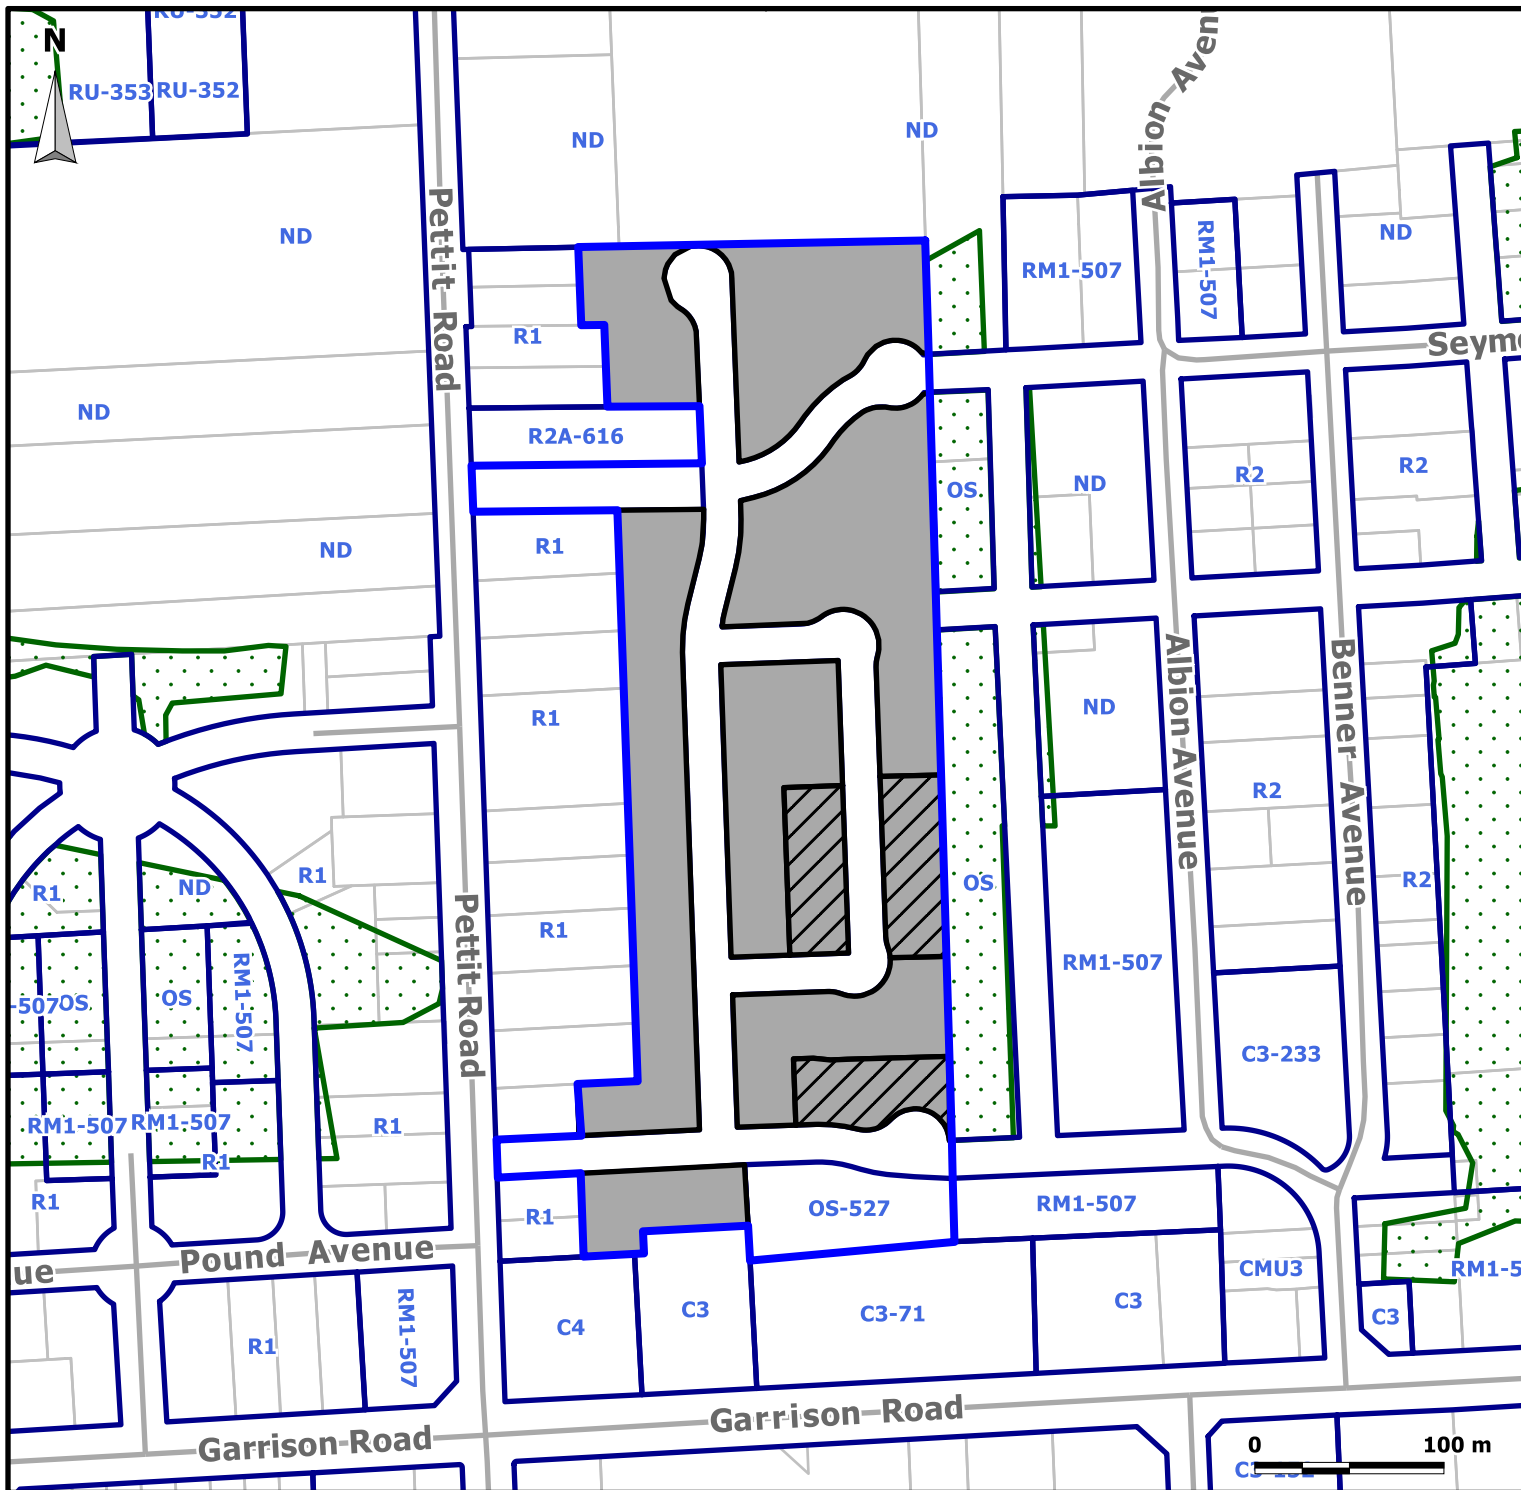 RU-352
N
RU-353
RU-352
ND
ND
Albion Aven
ND
ND
Pettit Road
RM1-507
RM1-507
R1
Seym
ND
R2A-616
R2
R2
ND
OS
R1
ND
ND
R1
Albion Avenue
Benner Avenue
R2
R1
R1
ND
OS
R2
Pettit Road
R1
RM1-507
RM1-507
-507
OS
OS
C3-233
RM1-507
RM1-507
R1
R1
R1
R1
OS-527
RM1-507
Pound Avenue
ue
CMU3
RM1-5
C4
C3
C3-71
C3
C3
R1
RM1-507
Garrison Road
Garrison Road
0
100 m